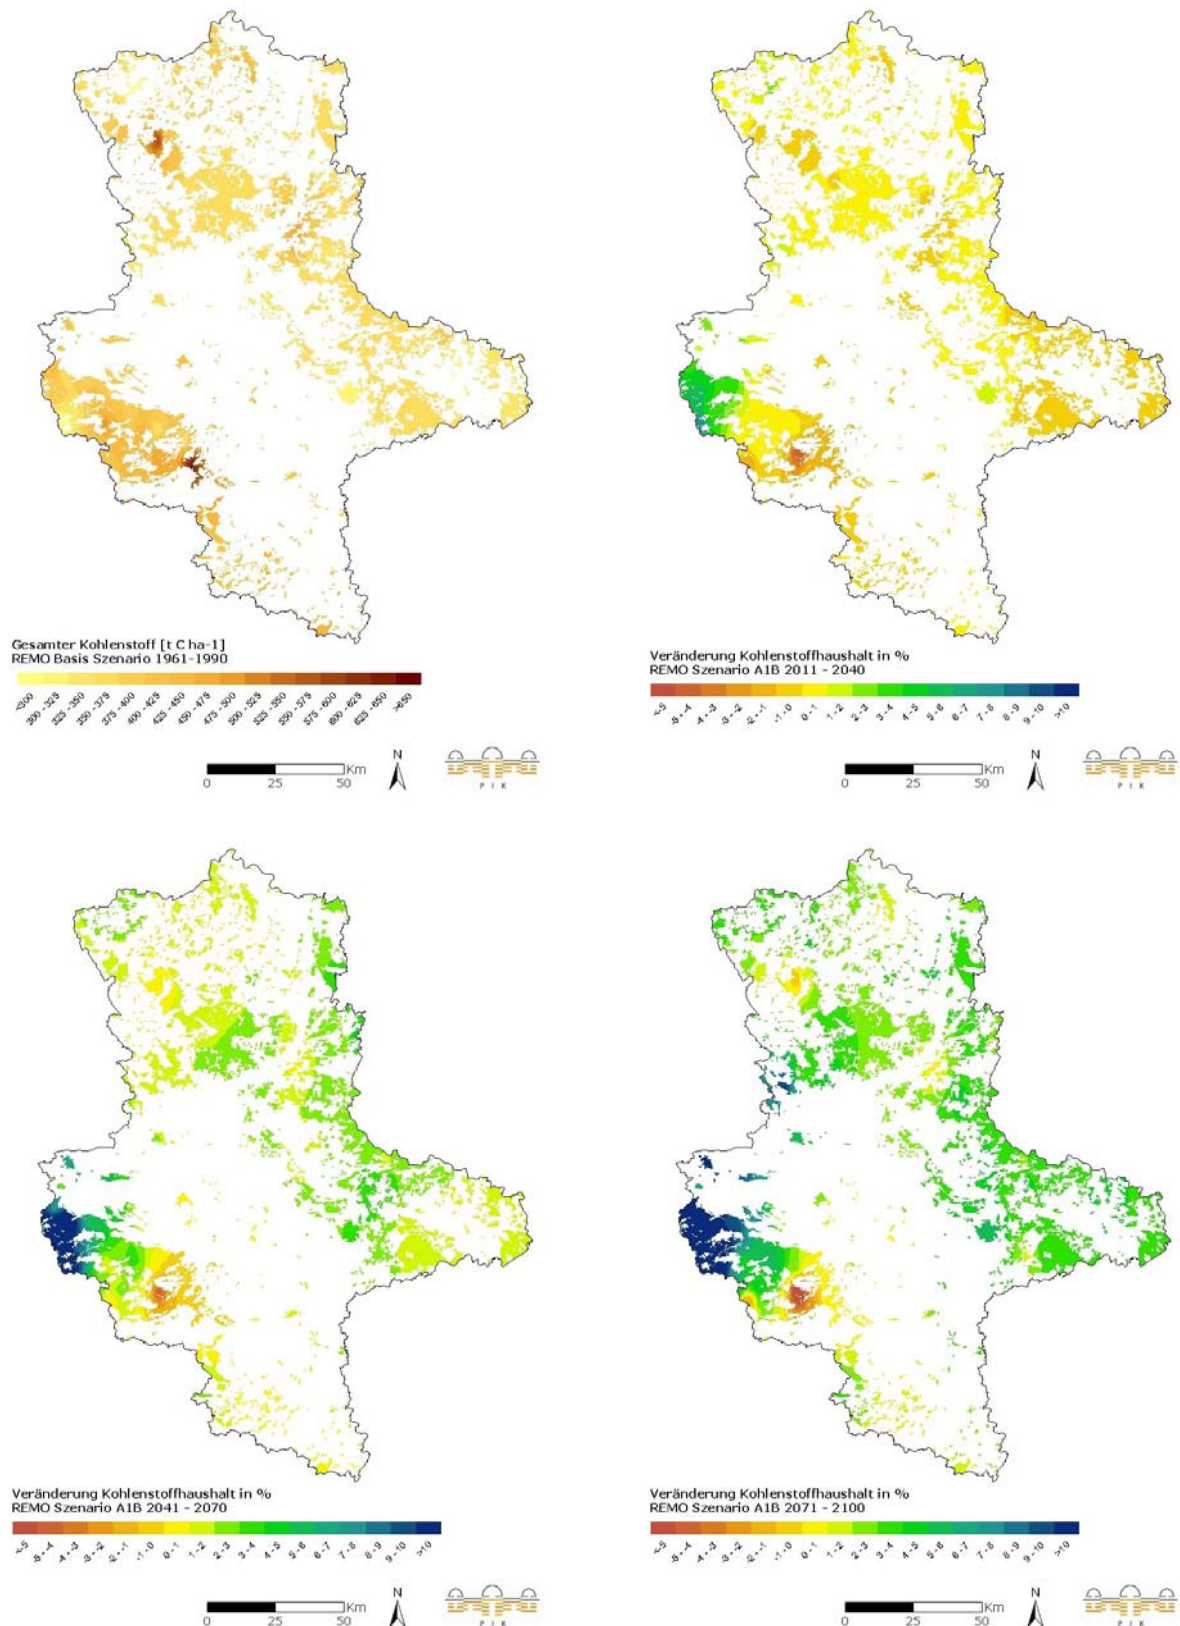 Gesamter Kohlenstoff [t C ha-1]
REMO Basis Szenario 1961-1990
<300 300 - 325 325 - 350 350 - 375 375 - 400 400 - 425 425 - 450 450 - 475 475 - 500 500 - 525 525 - 550 550 - 575 575 - 600 600 - 625 625 - 650 >650
N
0 25 50 Km
P I K
Veränderung Kohlenstoffhaushalt in %
REMO Szenario A1B 2011 - 2040
<-5 -5 - -4 -4 - -3 -3 - -2 -2 - -1 -1 - 0 0 - 1 1 - 2 2 - 3 3 - 4 4 - 5 5 - 6 6 - 7 7 - 8 8 - 9 9 - 10 >10
N
0 25 50 Km
P I K
Veränderung Kohlenstoffhaushalt in %
REMO Szenario A1B 2041 - 2070
<-5 -5 - -4 -4 - -3 -3 - -2 -2 - -1 -1 - 0 0 - 1 1 - 2 2 - 3 3 - 4 4 - 5 5 - 6 6 - 7 7 - 8 8 - 9 9 - 10 >10
N
0 25 50 Km
P I K
Veränderung Kohlenstoffhaushalt in %
REMO Szenario A1B 2071 - 2100
<-5 -5 - -4 -4 - -3 -3 - -2 -2 - -1 -1 - 0 0 - 1 1 - 2 2 - 3 3 - 4 4 - 5 5 - 6 6 - 7 7 - 8 8 - 9 9 - 10 >10
N
0 25 50 Km
P I K